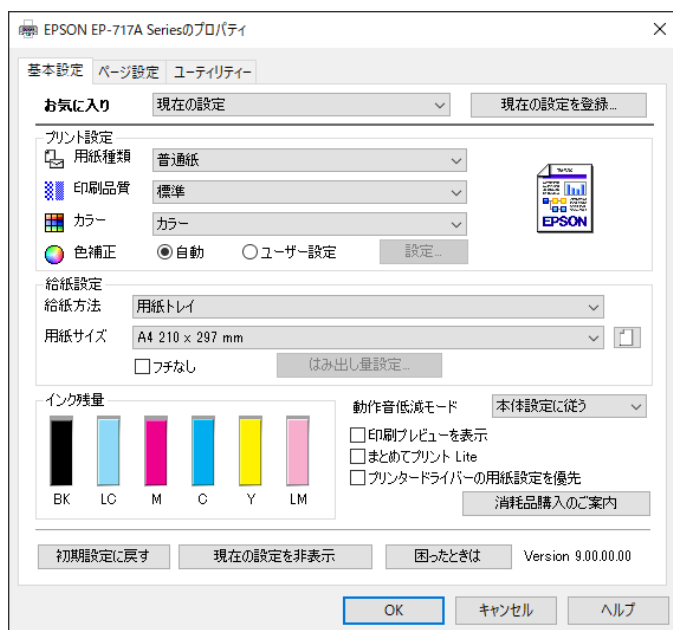 EPSON EP-717A Seriesのプロパティ
基本設定 ページ設定 ユーティリティー
お気に入り 現在の設定 現在の設定を登録...
プリント設定
用紙種類 普通紙
印刷品質 標準
カラー カラー
EPSON
色補正 自動 ユーザー設定 設定...
給紙設定
給紙方法 用紙トレイ
用紙サイズ A4 210 x 297 mm
フチなし はみ出し量設定...
インク残量
動作音低減モード 本体設定に従う
印刷プレビューを表示
まとめてプリント Lite
プリンタードライバーの用紙設定を優先
BK LC M C Y LM
消耗品購入のご案内
初期設定に戻す 現在の設定を非表示 困ったときは Version 9.00.00.00
OK キャンセル ヘルプ